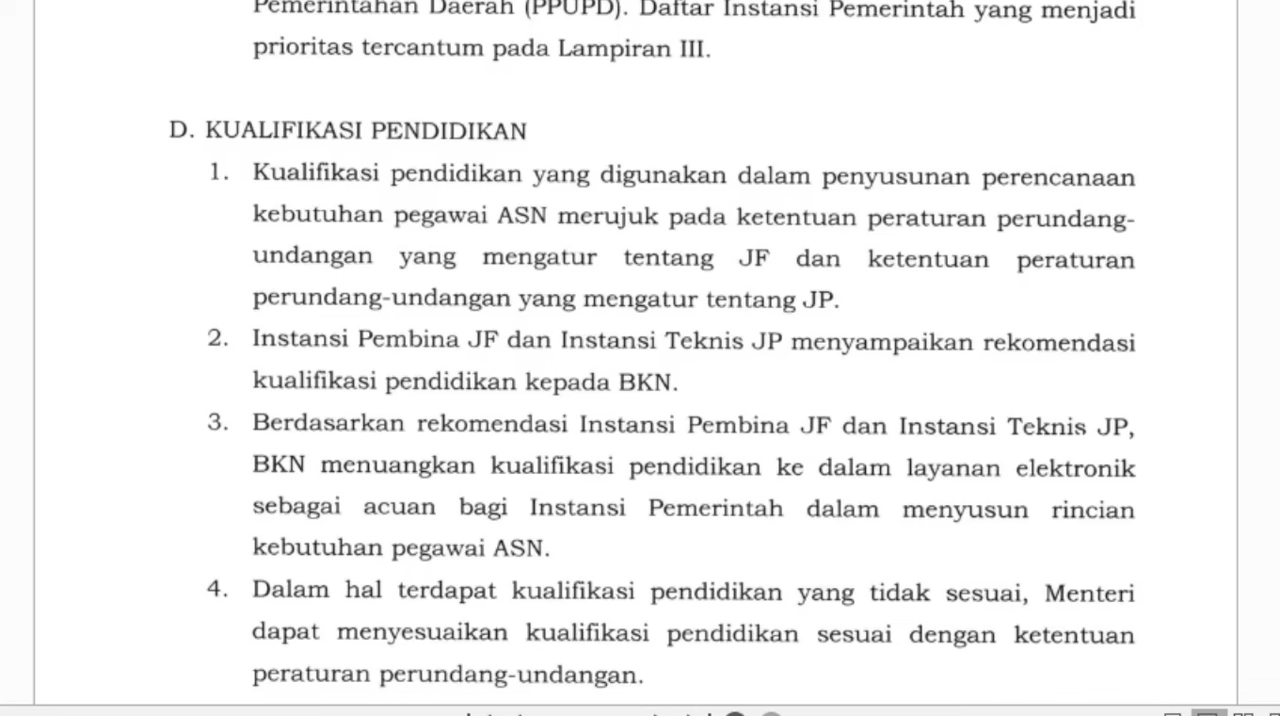 Pemerintahan Daerah (PPUPD). Daftar Instansi Pemerintah yang menjadi
prioritas tercantum pada Lampiran III.
D. KUALIFIKASI PENDIDIKAN
1. Kualifikasi pendidikan yang digunakan dalam penyusunan perencanaan
kebutuhan pegawai ASN merujuk pada ketentuan peraturan perundang-
undangan yang mengatur tentang JF dan ketentuan peraturan
perundang-undangan yang mengatur tentang JP.
2. Instansi Pembina JF dan Instansi Teknis JP menyampaikan rekomendasi
kualifikasi pendidikan kepada BKN.
3. Berdasarkan rekomendasi Instansi Pembina JF dan Instansi Teknis JP,
BKN menuangkan kualifikasi pendidikan ke dalam layanan elektronik
sebagai acuan bagi Instansi Pemerintah dalam menyusun rincian
kebutuhan pegawai ASN.
4. Dalam hal terdapat kualifikasi pendidikan yang tidak sesuai, Menteri
dapat menyesuaikan kualifikasi pendidikan sesuai dengan ketentuan
peraturan perundang-undangan.